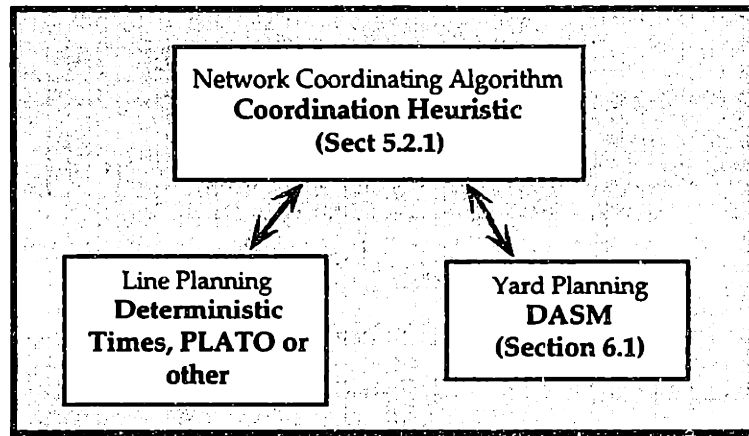 Network Coordinating Algorithm
Coordination Heuristic
(Sect 5.2.1)
Line Planning
Deterministic
Times, PLATO or
other
Yard Planning
DASM
(Section 6.1)